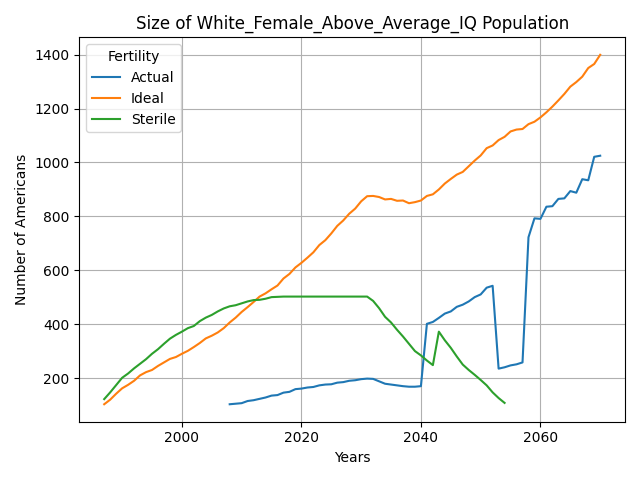 Size of White_Female_Above_Average_IQ Population
Fertility
Actual
Ideal
Sterile
Number of Americans
1400
1200
1000
800
600
400
200
2000
2020
2040
2060
Years